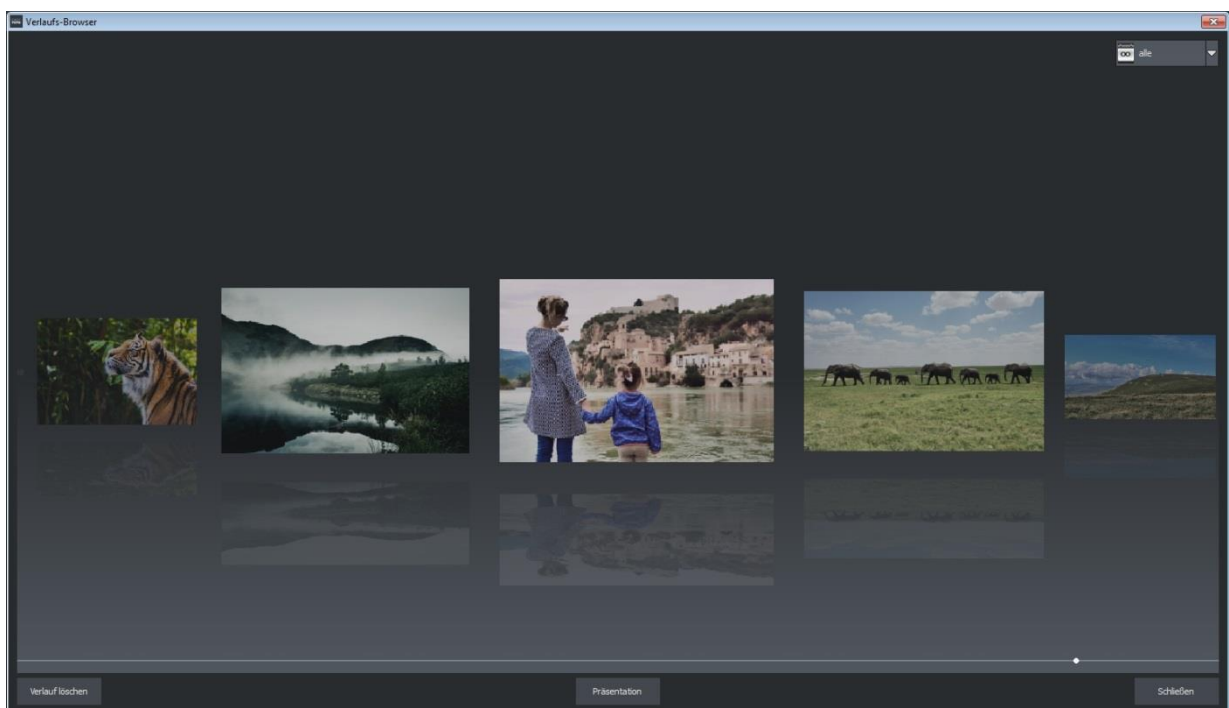 Verlaufs-Browser
alle
Verlauf löschen
Präsentation
Schließen